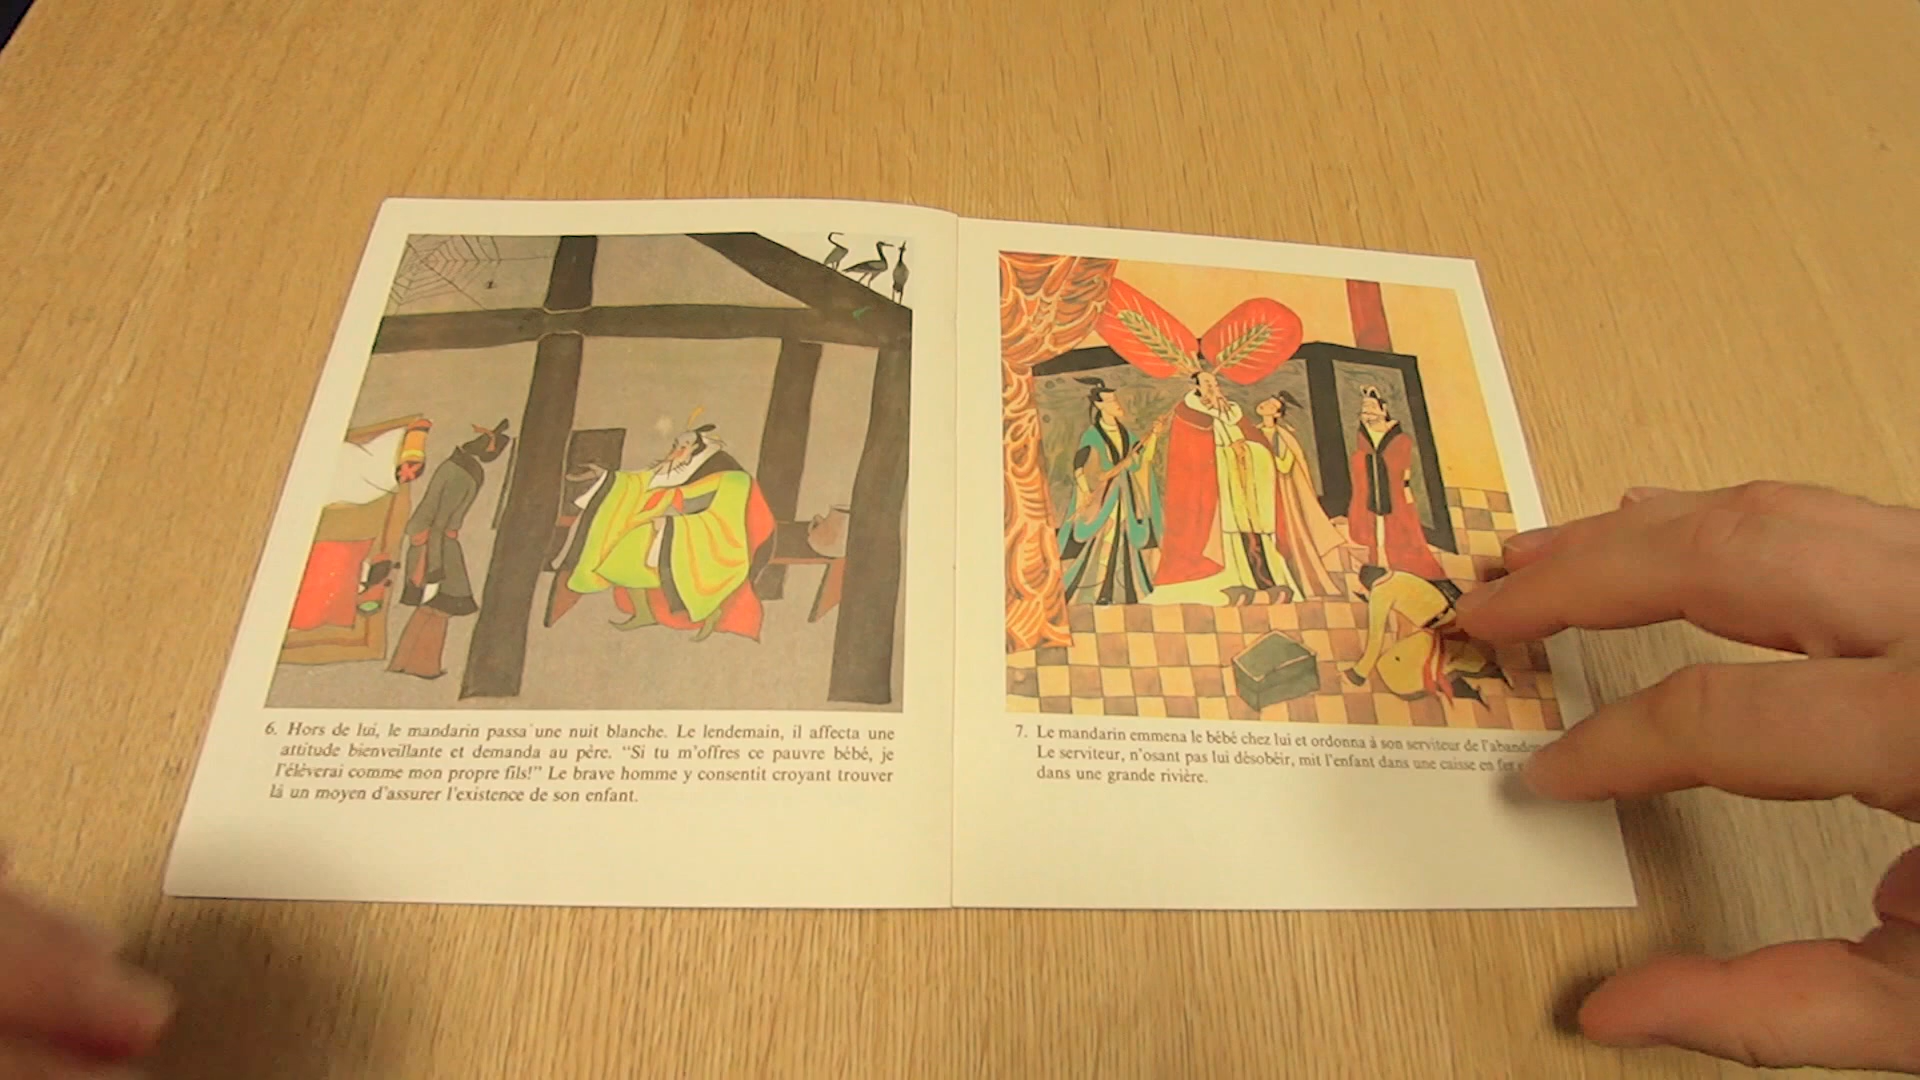 6. Hors de lui, le mandarin passa une nuit blanche. Le lendemain, il affecta une
attitude bienveillante et demanda au père. "Si tu m'offres ce pauvre bébé, je
l'élèverai comme mon propre fils!" Le brave homme y consentit croyant trouver
là un moyen d'assurer l'existence de son enfant.
7. Le mandarin emmena le bébé chez lui et ordonna à son serviteur de
Le serviteur, n'osant pas lui désobéir, mit l'enfant dans une caisse en
dans une grande rivière.